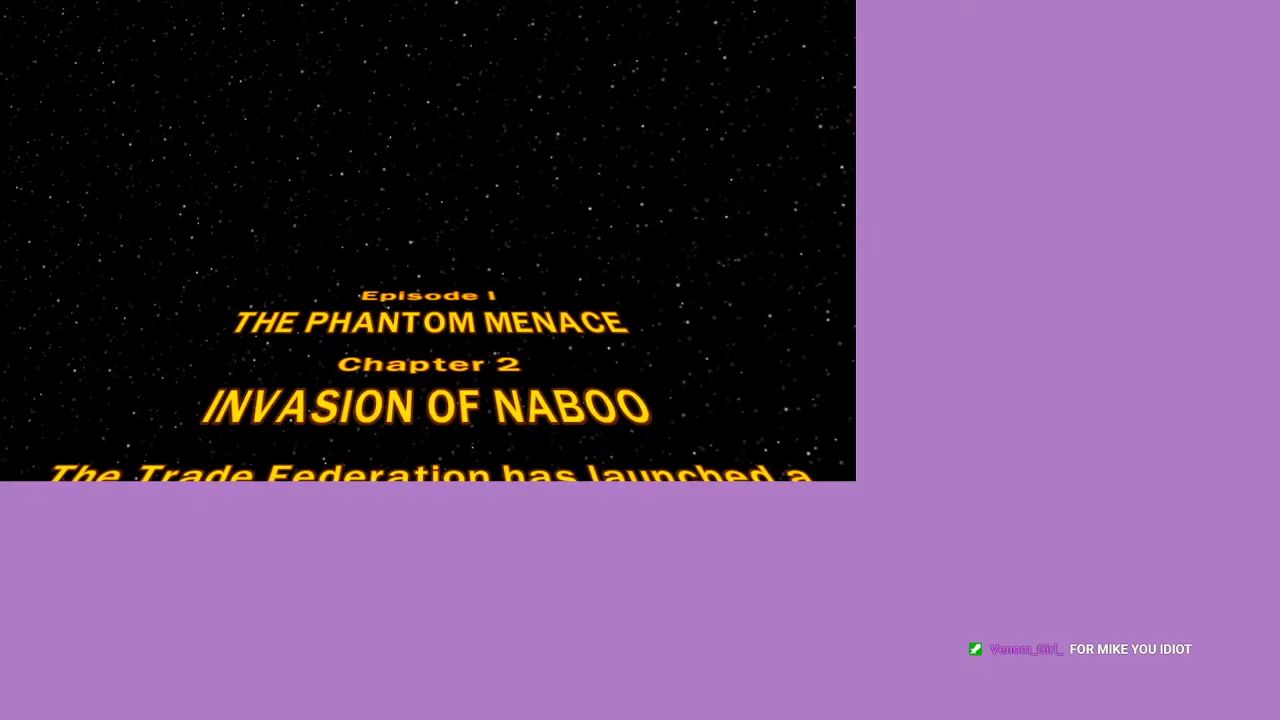 Episode I
THE PHANTOM MENACE
Chapter 2
INVASION OF NABOO
The Trade Federation has launched a
Venom_Girl_ FOR MIKE YOU IDIOT